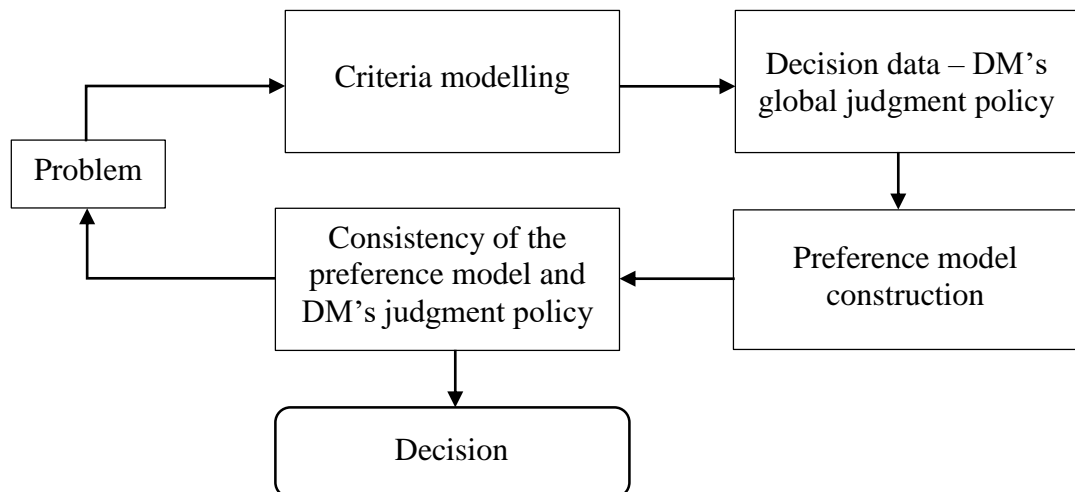 Criteria modelling
Decision data – DM’s
global judgment policy
Problem
Consistency of the
preference model and
DM’s judgment policy
Preference model
construction
Decision